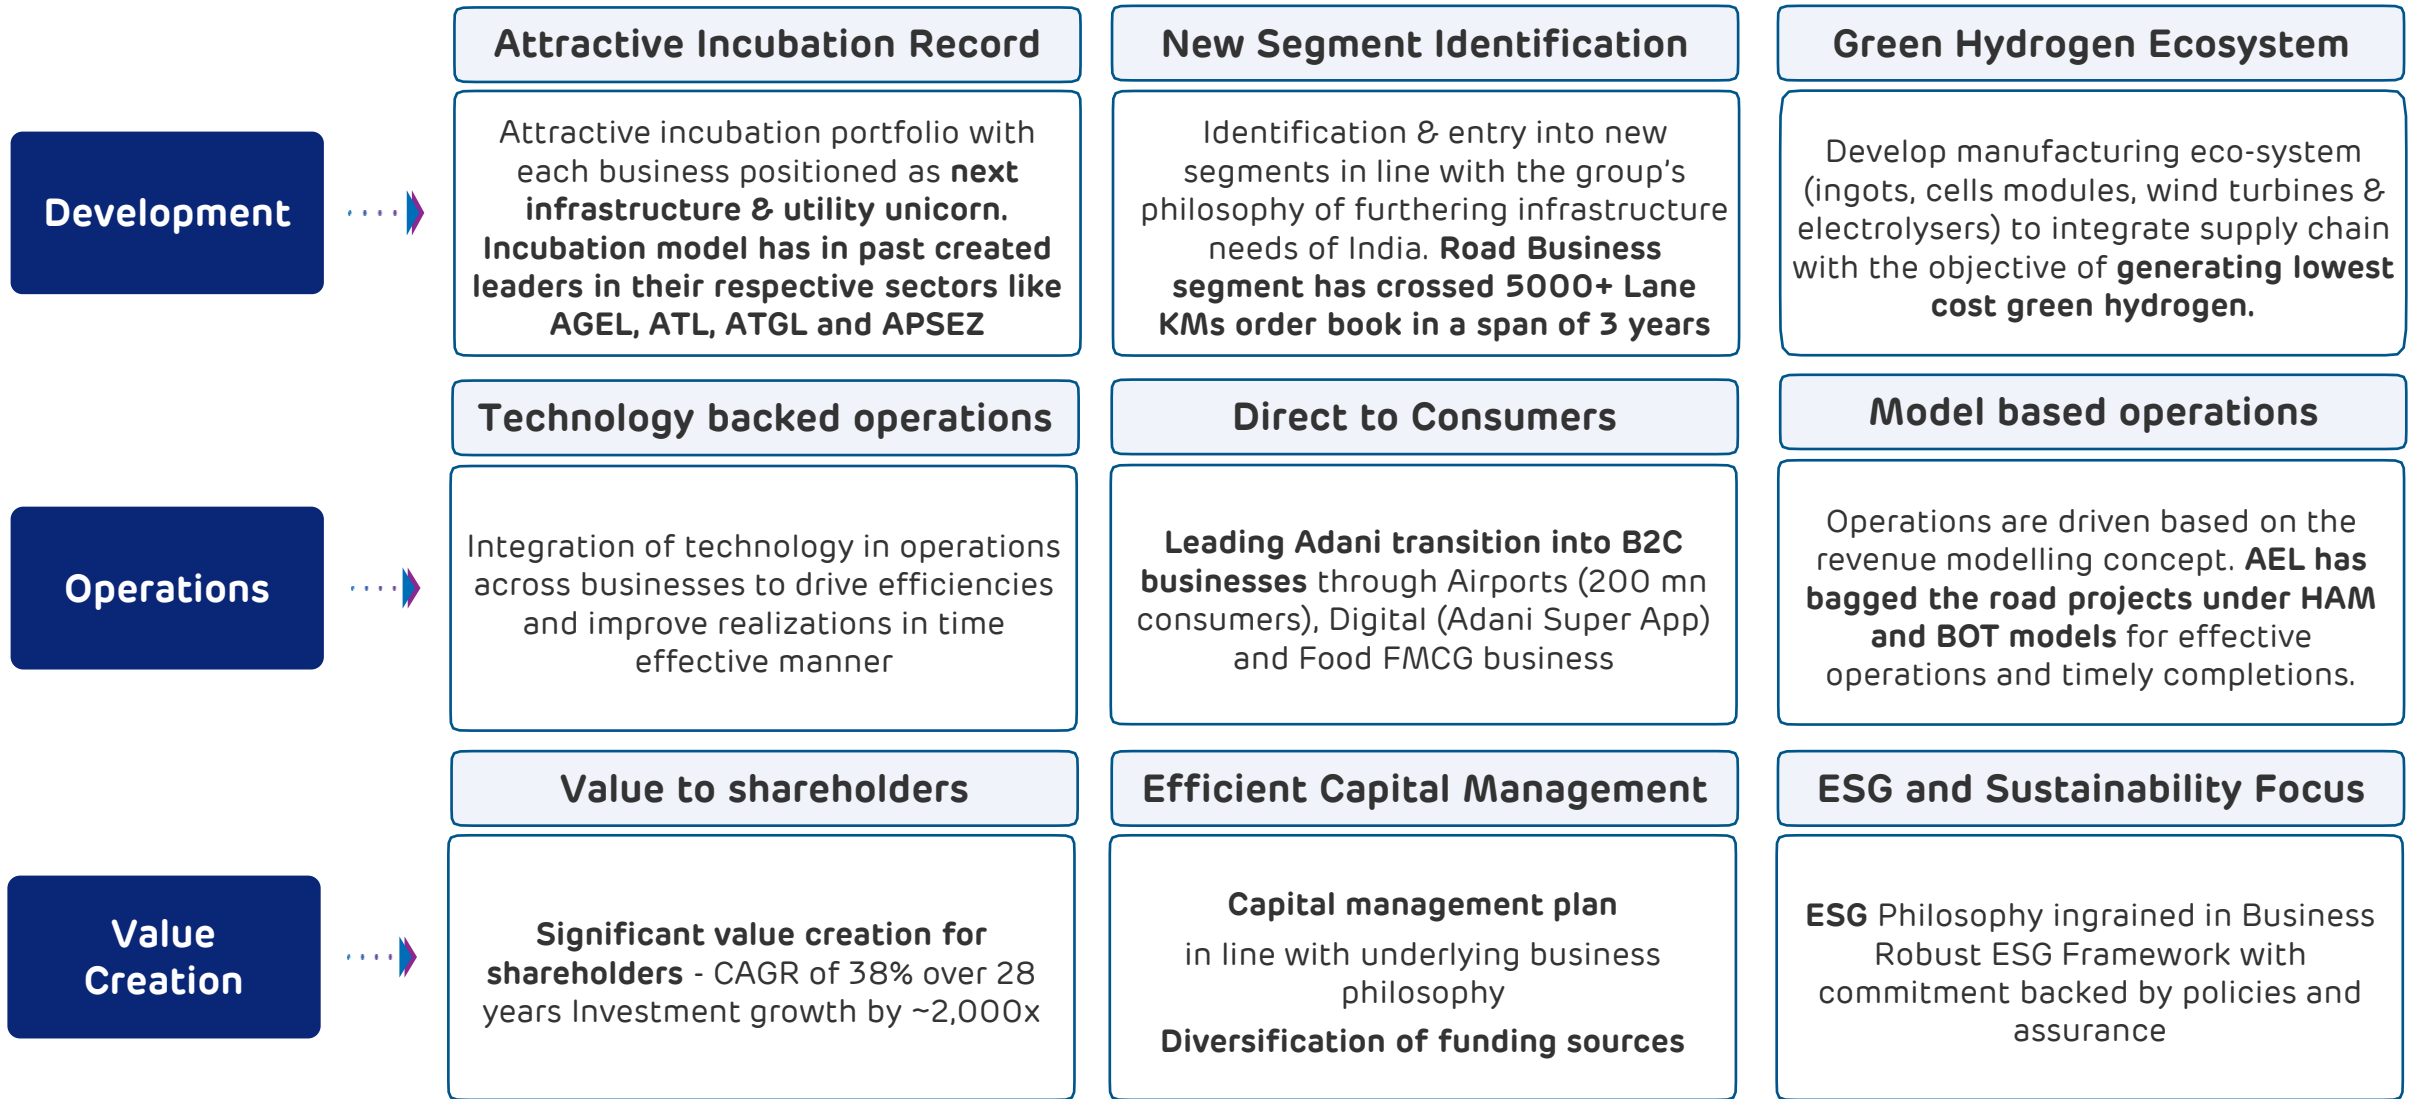 Development
Attractive Incubation Record
Attractive incubation portfolio with
each business positioned as next
infrastructure & utility unicorn.
Incubation model has in past created
leaders in their respective sectors like
AGEL, ATL, ATGL and APSEZ
New Segment Identification
Identification & entry into new
segments in line with the group's
philosophy of furthering infrastructure
needs of India. Road Business
segment has crossed 5000+ Lane
KMs order book in a span of 3 years
Green Hydrogen Ecosystem
Develop manufacturing eco-system
(ingots, cells modules, wind turbines &
electrolysers) to integrate supply chain
with the objective of generating lowest
cost green hydrogen.
Operations
Technology backed operations
Integration of technology in operations
across businesses to drive efficiencies
and improve realizations in time
effective manner
Direct to Consumers
Leading Adani transition into B2C
businesses through Airports (200 mn
consumers), Digital (Adani Super App)
and Food FMCG business
Model based operations
Operations are driven based on the
revenue modelling concept. AEL has
bagged the road projects under HAM
and BOT models for effective
operations and timely completions.
Value
Creation
Value to shareholders
Significant value creation for
shareholders - CAGR of 38% over 28
years Investment growth by ~2,000x
Efficient Capital Management
Capital management plan
in line with underlying business
philosophy
Diversification of funding sources
ESG and Sustainability Focus
ESG Philosophy ingrained in Business
Robust ESG Framework with
commitment backed by policies and
assurance